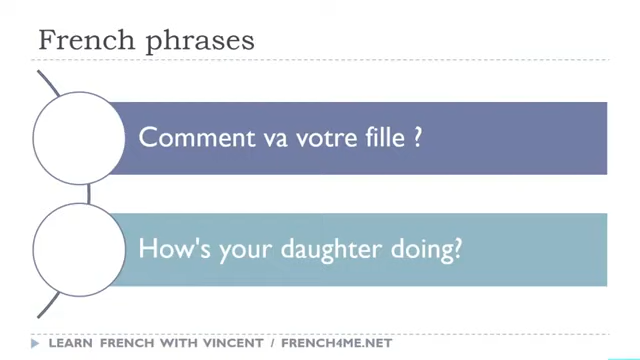 French phrases
Comment va votre fille ?
How's your daughter doing?
LEARN FRENCH WITH VINCENT / FRENCH4ME.NET